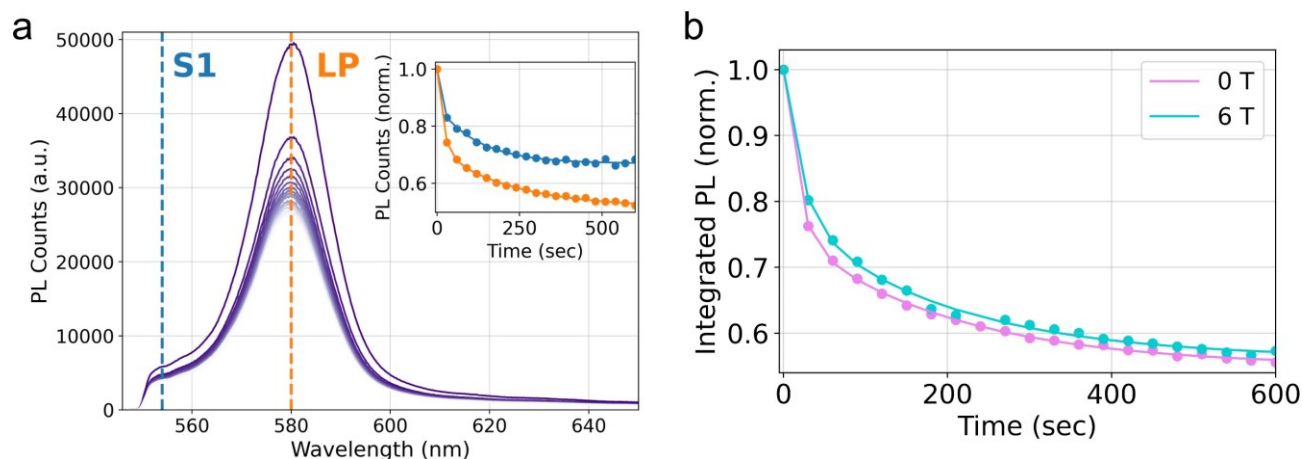 a
50000
40000
30000
20000
10000
0
PL Counts (a.u.)
560
580
600
620
640
Wavelength (nm)
S1
LP
1.0
0.8
0.6
PL Counts (norm.)
0
250
500
Time (sec)
b
1.0
0.9
0.8
0.7
0.6
Integrated PL (norm.)
0
200
400
600
Time (sec)
0 T
6 T